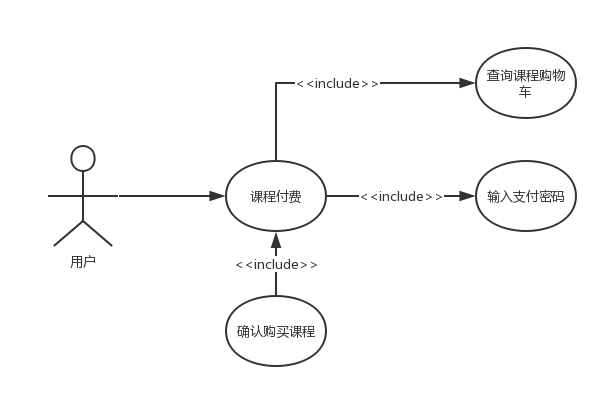 <<include>>
查询课程购物
车
用户
课程付费
<<include>>
输入支付密码
<<include>>
确认购买课程